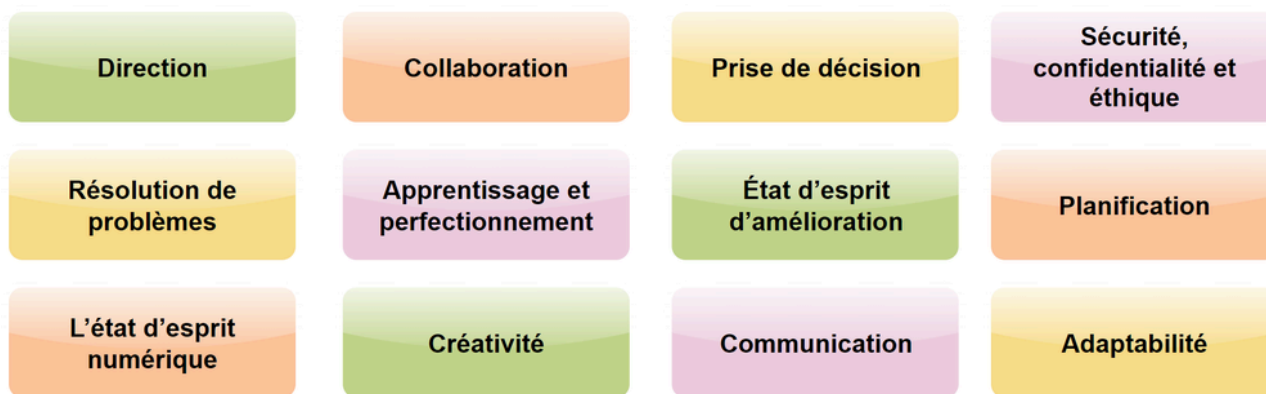 Direction
Collaboration
Prise de décision
Sécurité,
confidentialité et
éthique
Résolution de
problèmes
Apprentissage et
perfectionnement
État d’esprit
d’amélioration
Planification
L’état d’esprit
numérique
Créativité
Communication
Adaptabilité